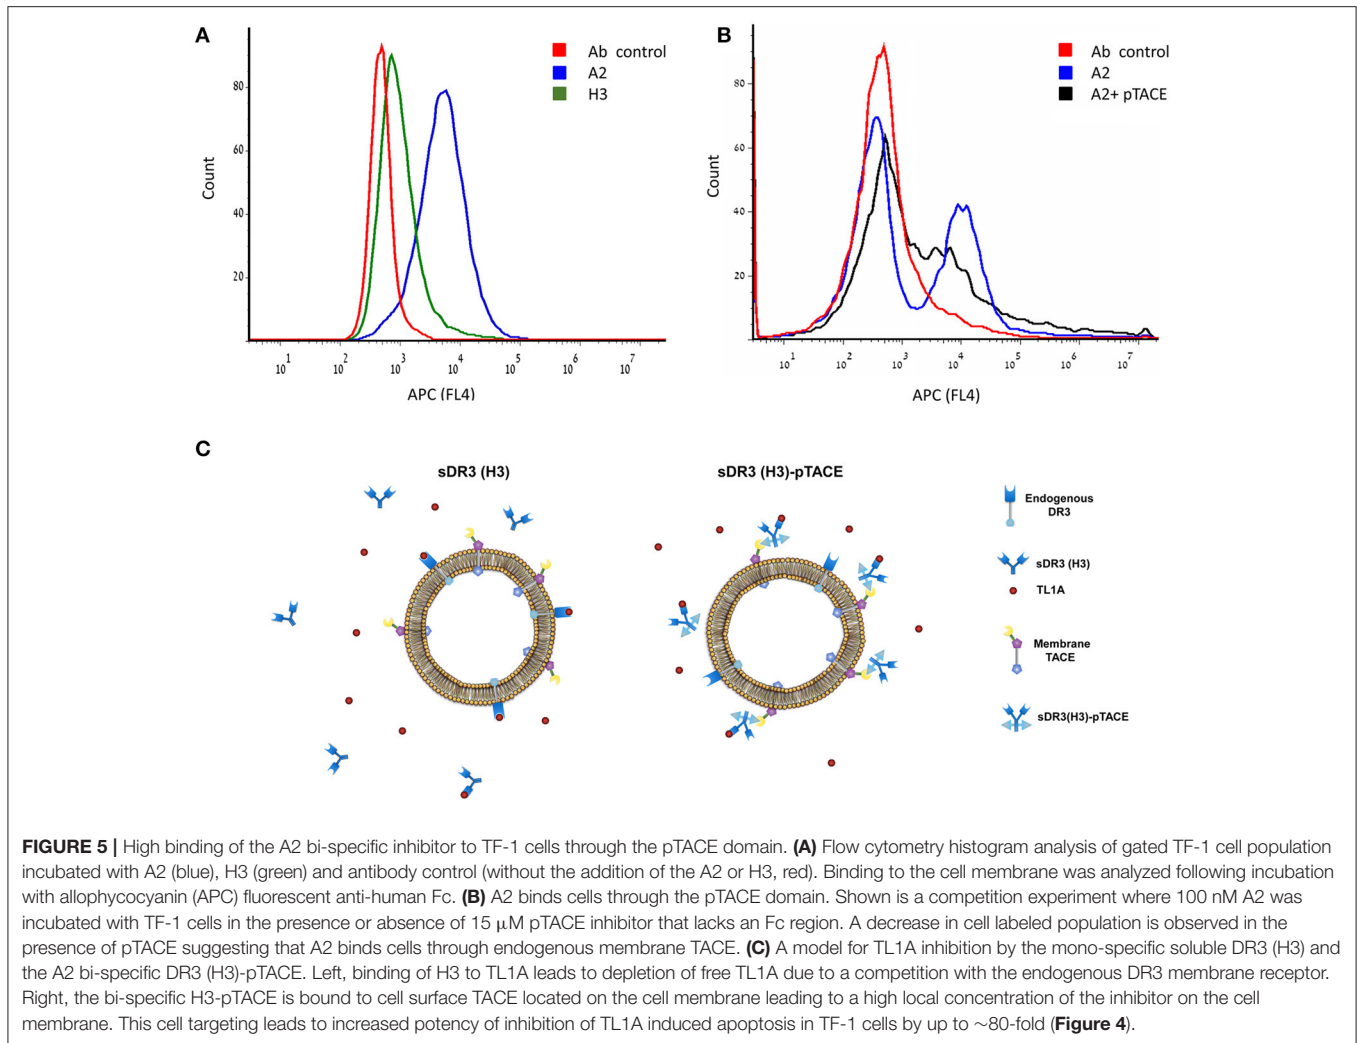 A
Ab control
A2
H3
80
60
40
20
Count
10^1 10^2 10^3 10^4 10^5 10^6 10^7
APC (FL4)
B
Ab control
A2
A2+ pTACE
80
60
40
20
Count
10^1 10^2 10^3 10^4 10^5 10^6 10^7
APC (FL4)
C
sDR3 (H3)
sDR3 (H3)-pTACE
Endogenous
DR3
sDR3 (H3)
TL1A
Membrane
TACE
sDR3(H3)-pTACE
FIGURE 5 | High binding of the A2 bi-specific inhibitor to TF-1 cells through the pTACE domain. (A) Flow cytometry histogram analysis of gated TF-1 cell population
incubated with A2 (blue), H3 (green) and antibody control (without the addition of the A2 or H3, red). Binding to the cell membrane was analyzed following incubation
with allophycocyanin (APC) fluorescent anti-human Fc. (B) A2 binds cells through the pTACE domain. Shown is a competition experiment where 100 nM A2 was
incubated with TF-1 cells in the presence or absence of 15 μM pTACE inhibitor that lacks an Fc region. A decrease in cell labeled population is observed in the
presence of pTACE suggesting that A2 binds cells through endogenous membrane TACE. (C) A model for TL1A inhibition by the mono-specific soluble DR3 (H3) and
the A2 bi-specific DR3 (H3)-pTACE. Left, binding of H3 to TL1A leads to depletion of free TL1A due to a competition with the endogenous DR3 membrane receptor.
Right, the bi-specific H3-pTACE is bound to cell surface TACE located on the cell membrane leading to a high local concentration of the inhibitor on the cell
membrane. This cell targeting leads to increased potency of inhibition of TL1A induced apoptosis in TF-1 cells by up to ~80-fold (Figure 4).